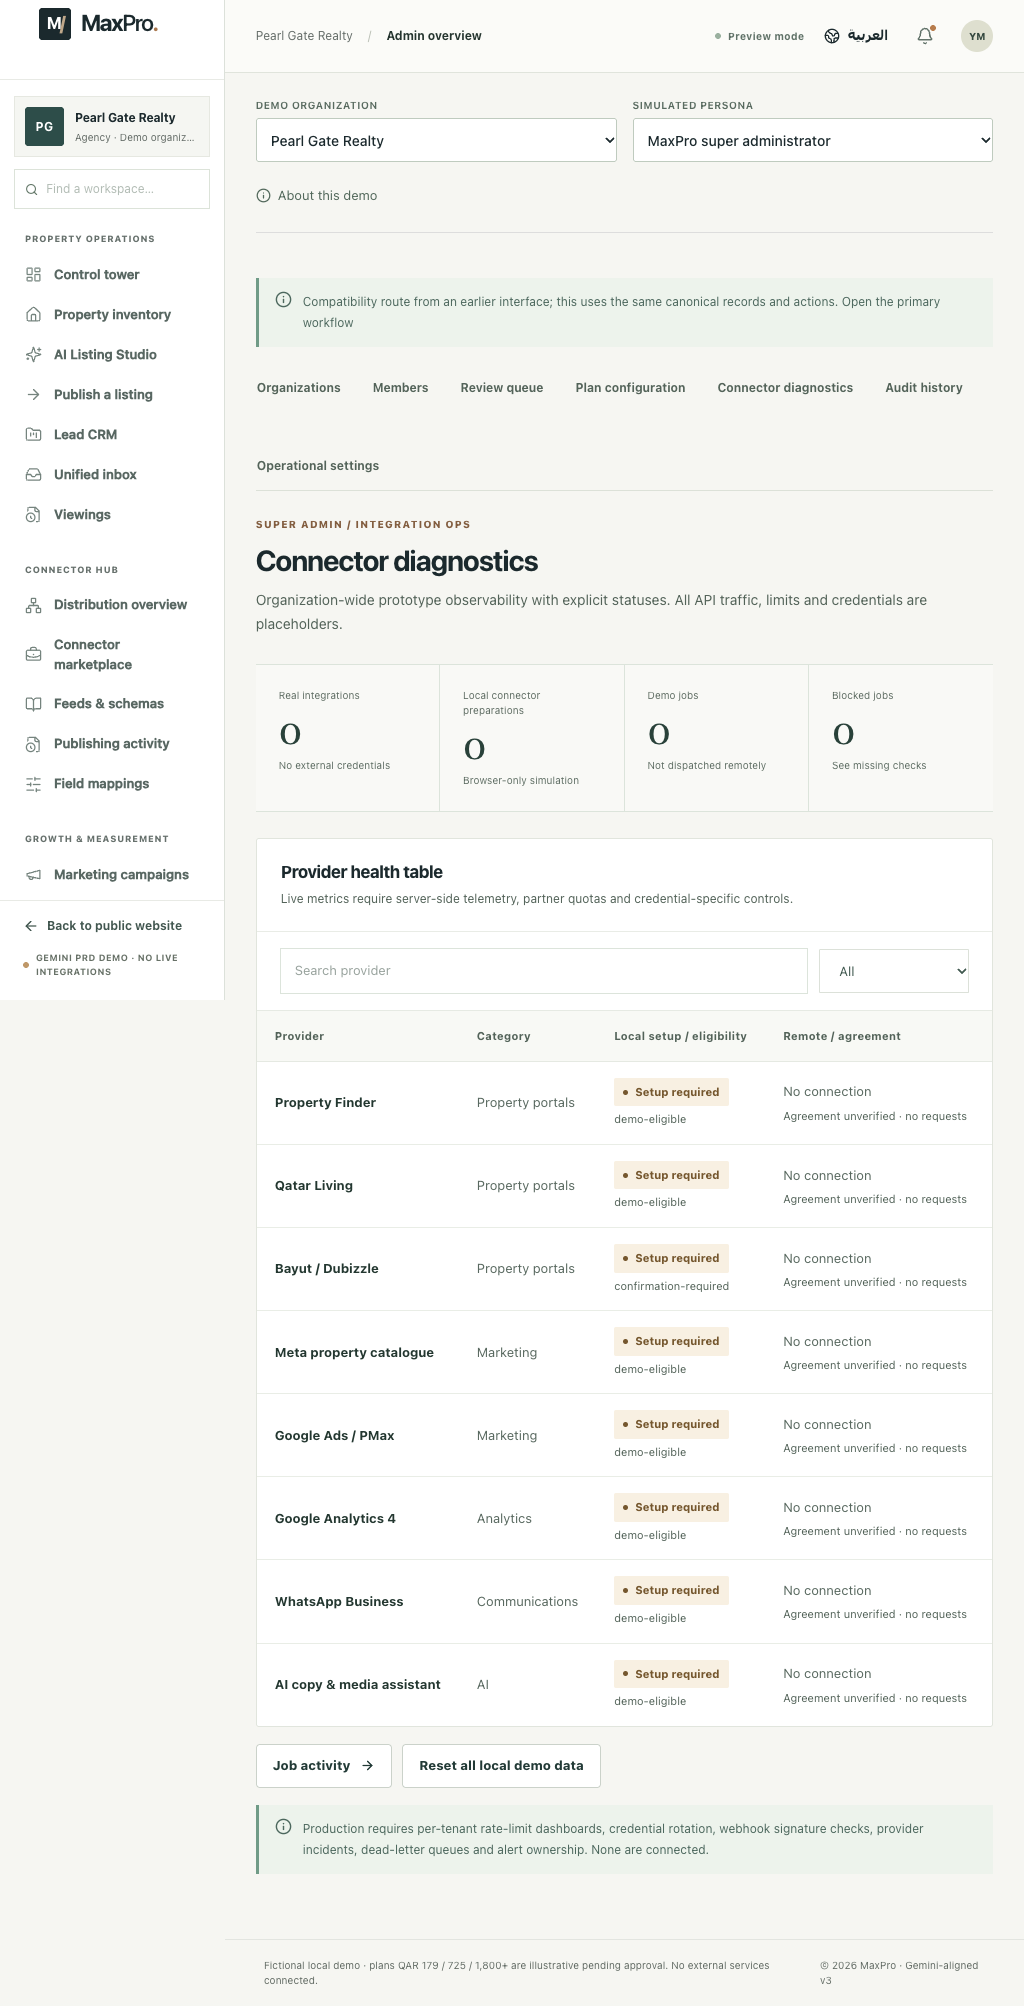 MaxPro.
PG
Pearl Gate Realty
Agency · Demo organiz...
Find a workspace...
PROPERTY OPERATIONS
Control tower
Property inventory
AI Listing Studio
Publish a listing
Lead CRM
Unified inbox
Viewings
CONNECTOR HUB
Distribution overview
Connector
marketplace
Feeds & schemas
Publishing activity
Field mappings
GROWTH & MEASUREMENT
Marketing campaigns
Back to public website
GEMINI PRD DEMO · NO LIVE
INTEGRATIONS
Pearl Gate Realty / Admin overview
Preview mode
العربية
YM
DEMO ORGANIZATION
Pearl Gate Realty
SIMULATED PERSONA
MaxPro super administrator
About this demo
Compatibility route from an earlier interface; this uses the same canonical records and actions. Open the primary
workflow
Organizations Members Review queue Plan configuration Connector diagnostics Audit history
Operational settings
SUPER ADMIN / INTEGRATION OPS
Connector diagnostics
Organization-wide prototype observability with explicit statuses. All API traffic, limits and credentials are
placeholders.
Real integrations
0
No external credentials
Local connector
preparations
0
Browser-only simulation
Demo jobs
0
Not dispatched remotely
Blocked jobs
0
See missing checks
Provider health table
Live metrics require server-side telemetry, partner quotas and credential-specific controls.
Search provider
All
Provider Category Local setup / eligibility Remote / agreement
Property Finder Property portals Setup required No connection
demo-eligible Agreement unverified · no requests
Qatar Living Property portals Setup required No connection
demo-eligible Agreement unverified · no requests
Bayut / Dubizzle Property portals Setup required No connection
confirmation-required Agreement unverified · no requests
Meta property catalogue Marketing Setup required No connection
demo-eligible Agreement unverified · no requests
Google Ads / PMax Marketing Setup required No connection
demo-eligible Agreement unverified · no requests
Google Analytics 4 Analytics Setup required No connection
demo-eligible Agreement unverified · no requests
WhatsApp Business Communications Setup required No connection
demo-eligible Agreement unverified · no requests
AI copy & media assistant AI Setup required No connection
demo-eligible Agreement unverified · no requests
Job activity
Reset all local demo data
Production requires per-tenant rate-limit dashboards, credential rotation, webhook signature checks, provider
incidents, dead-letter queues and alert ownership. None are connected.
Fictional local demo · plans QAR 179 / 725 / 1,800+ are illustrative pending approval. No external services
connected.
© 2026 MaxPro · Gemini-aligned
v3